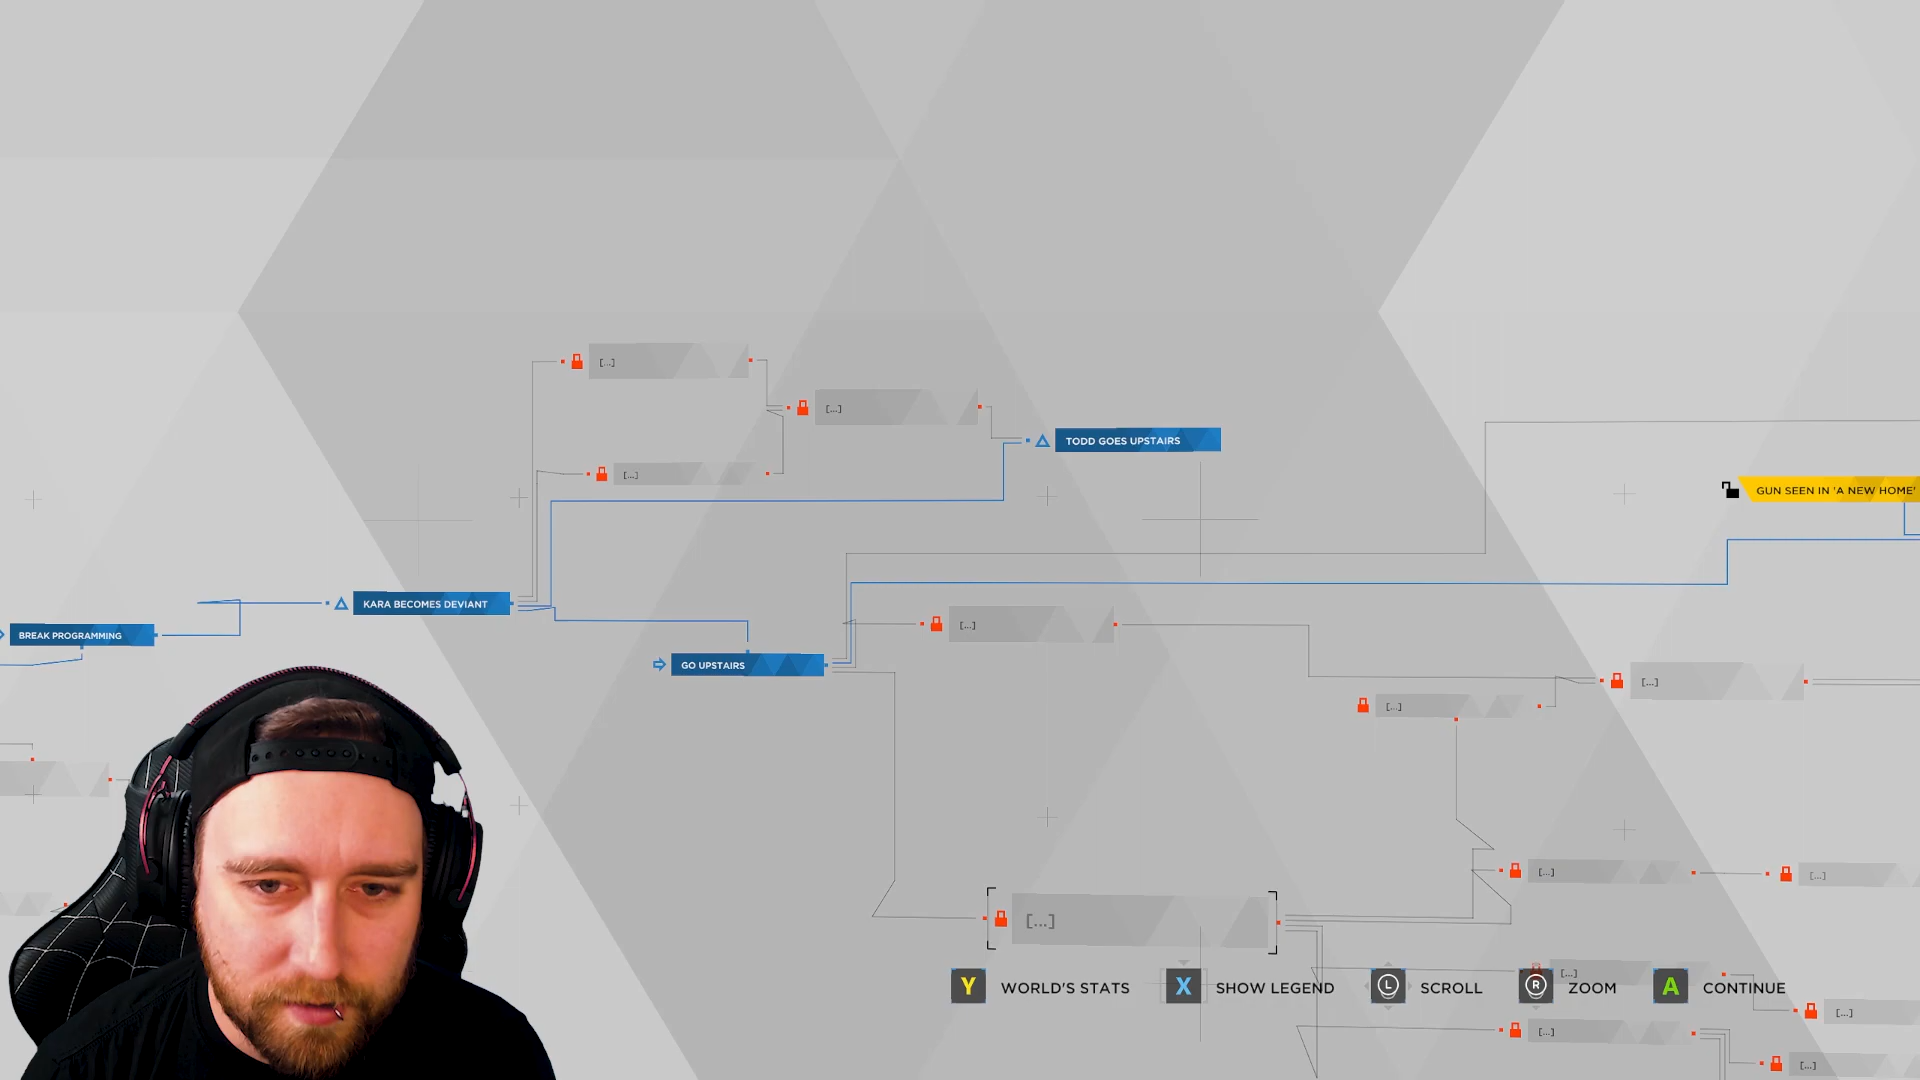 [...]
[...]
TODD GOES UPSTAIRS
[...]
GUN SEEN IN 'A NEW HOME'
KARA BECOMES DEVIANT
[...]
BREAK PROGRAMMING
GO UPSTAIRS
[...]
[...]
[...]
[...]
[...]
[...]
Y WORLD'S STATS X SHOW LEGEND L SCROLL R ZOOM A CONTINUE
[...]
[...]
[...]